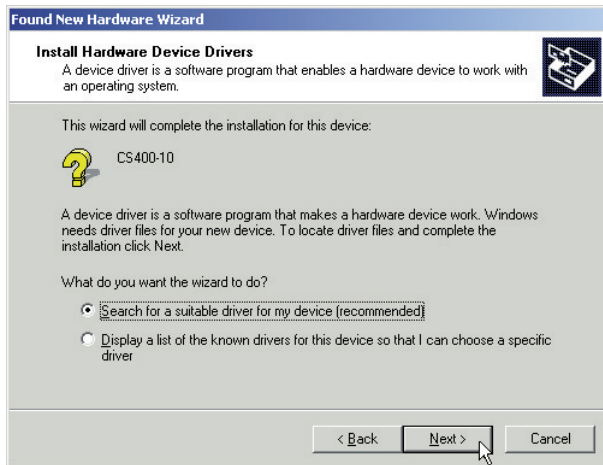 Found New Hardware Wizard
Install Hardware Device Drivers
A device driver is a software program that enables a hardware device to work with
an operating system.
This wizard will complete the installation for this device:
CS400-10
A device driver is a software program that makes a hardware device work. Windows
needs driver files for your new device. To locate driver files and complete the
installation click Next.
What do you want the wizard to do?
Search for a suitable driver for my device (recommended)
Display a list of the known drivers for this device so that I can choose a specific
driver
< Back Next > Cancel